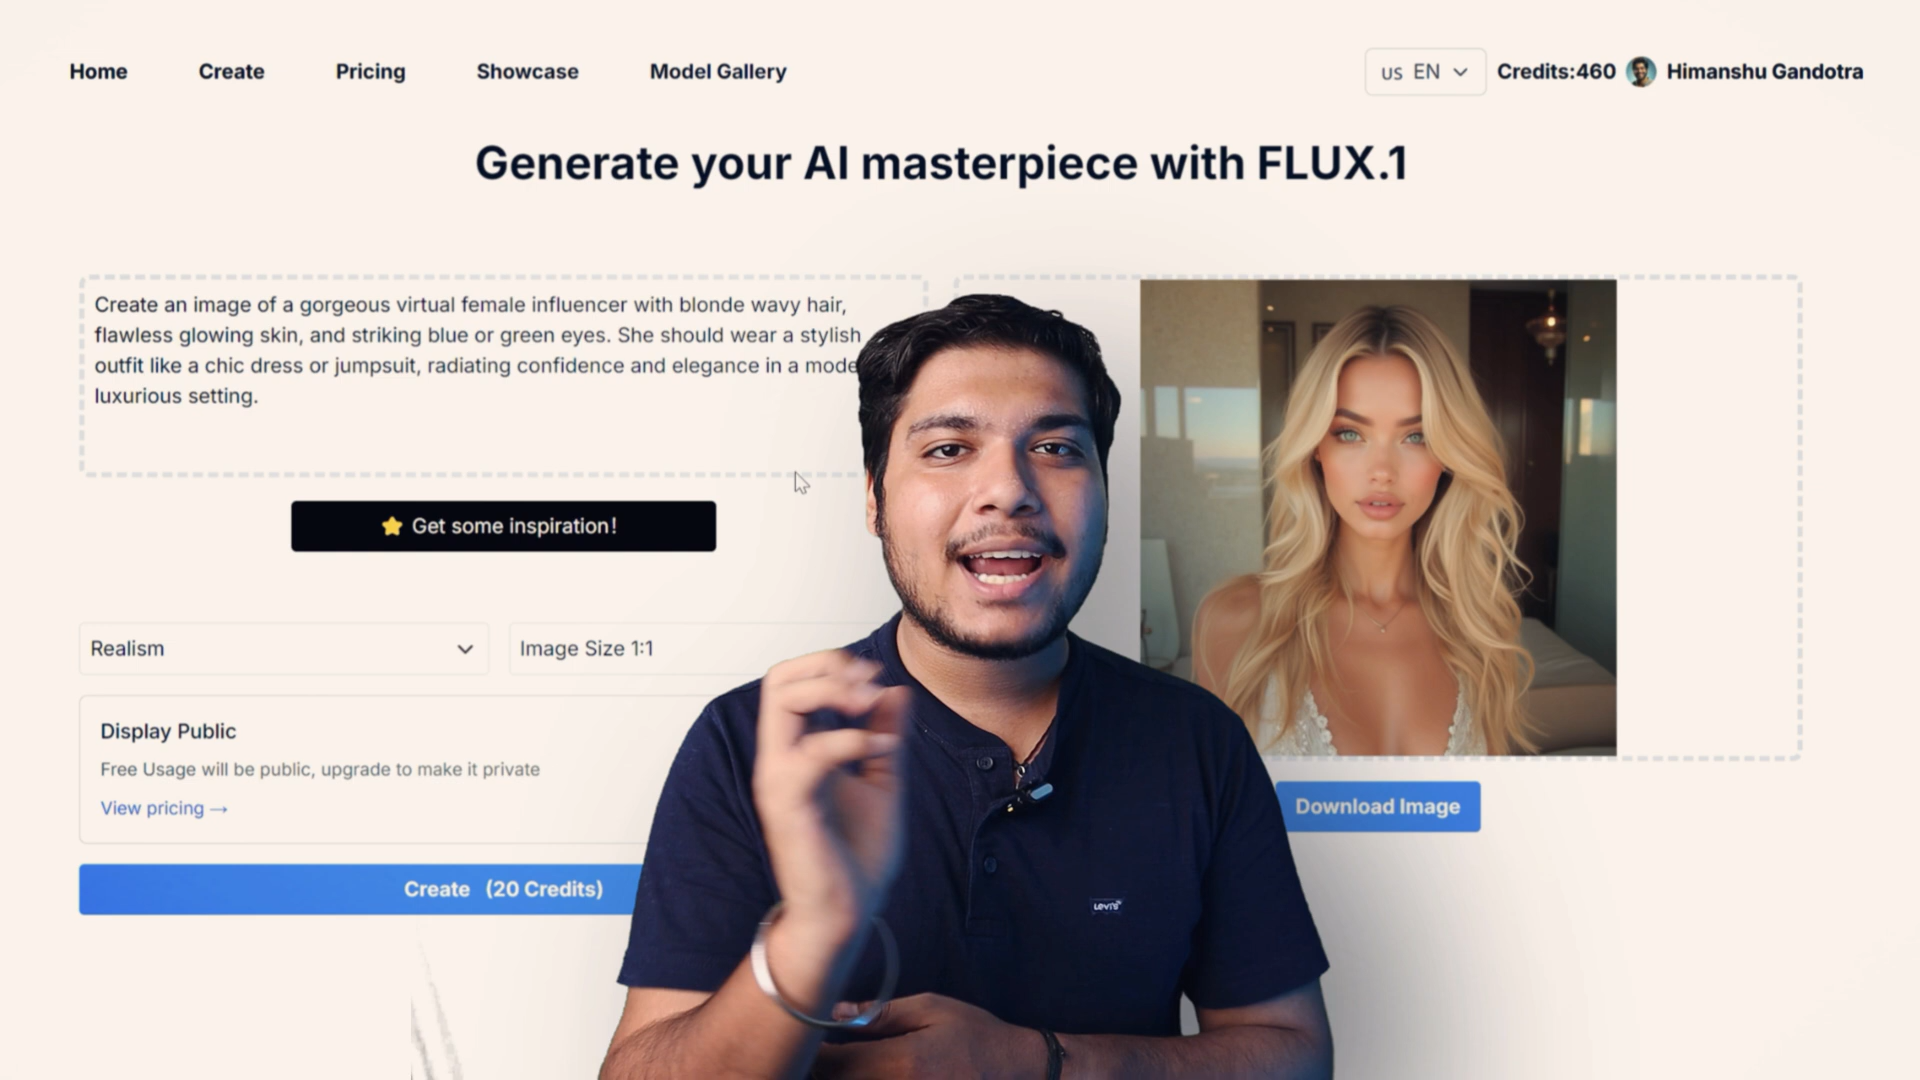 Home Create Pricing Showcase Model Gallery us EN Credits:460 Himanshu Gandotra
Generate your AI masterpiece with FLUX.1
Create an image of a gorgeous virtual female influencer with blonde wavy hair,
flawless glowing skin, and striking blue or green eyes. She should wear a stylish
outfit like a chic dress or jumpsuit, radiating confidence and elegance in a
luxurious setting.
Get some inspiration!
Realism
Image Size 1:1
Display Public
Free Usage will be public, upgrade to make it private
View pricing →
Create (20 Credits)
Download Image
Levi's